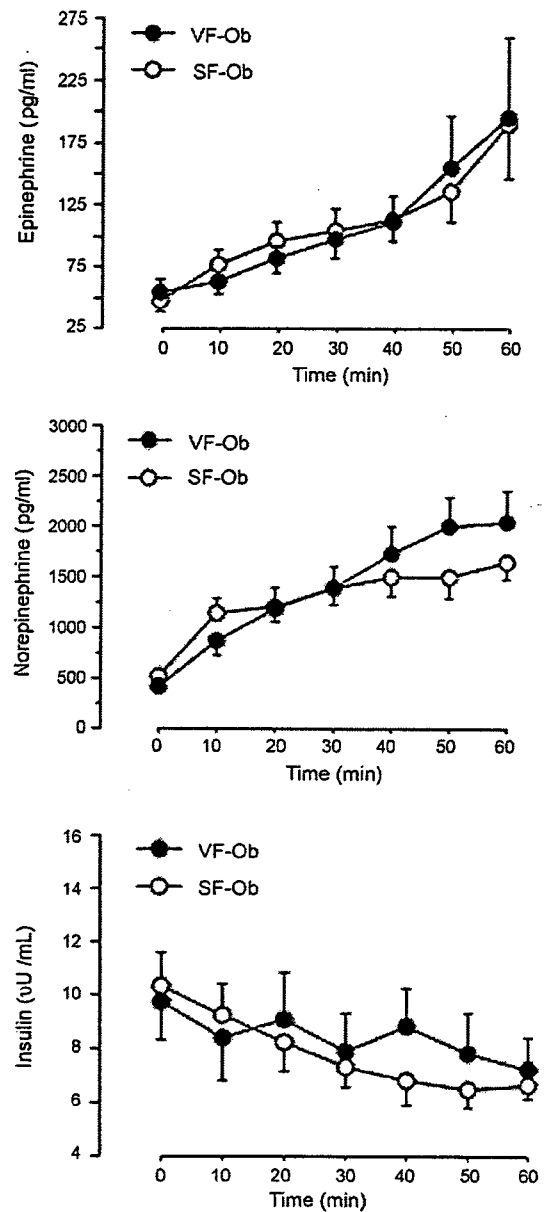 275
225
175
125
75
25
Epinephrine (pg/ml)
VF-Ob
SF-Ob
0 10 20 30 40 50 60
Time (min)
3000
2500
2000
1500
1000
500
0
Norepinephrine (pg/ml)
VF-Ob
SF-Ob
0 10 20 30 40 50 60
Time (min)
16
14
12
10
8
6
4
Insulin (υU /mL)
VF-Ob
SF-Ob
0 10 20 30 40 50 60
Time (min)